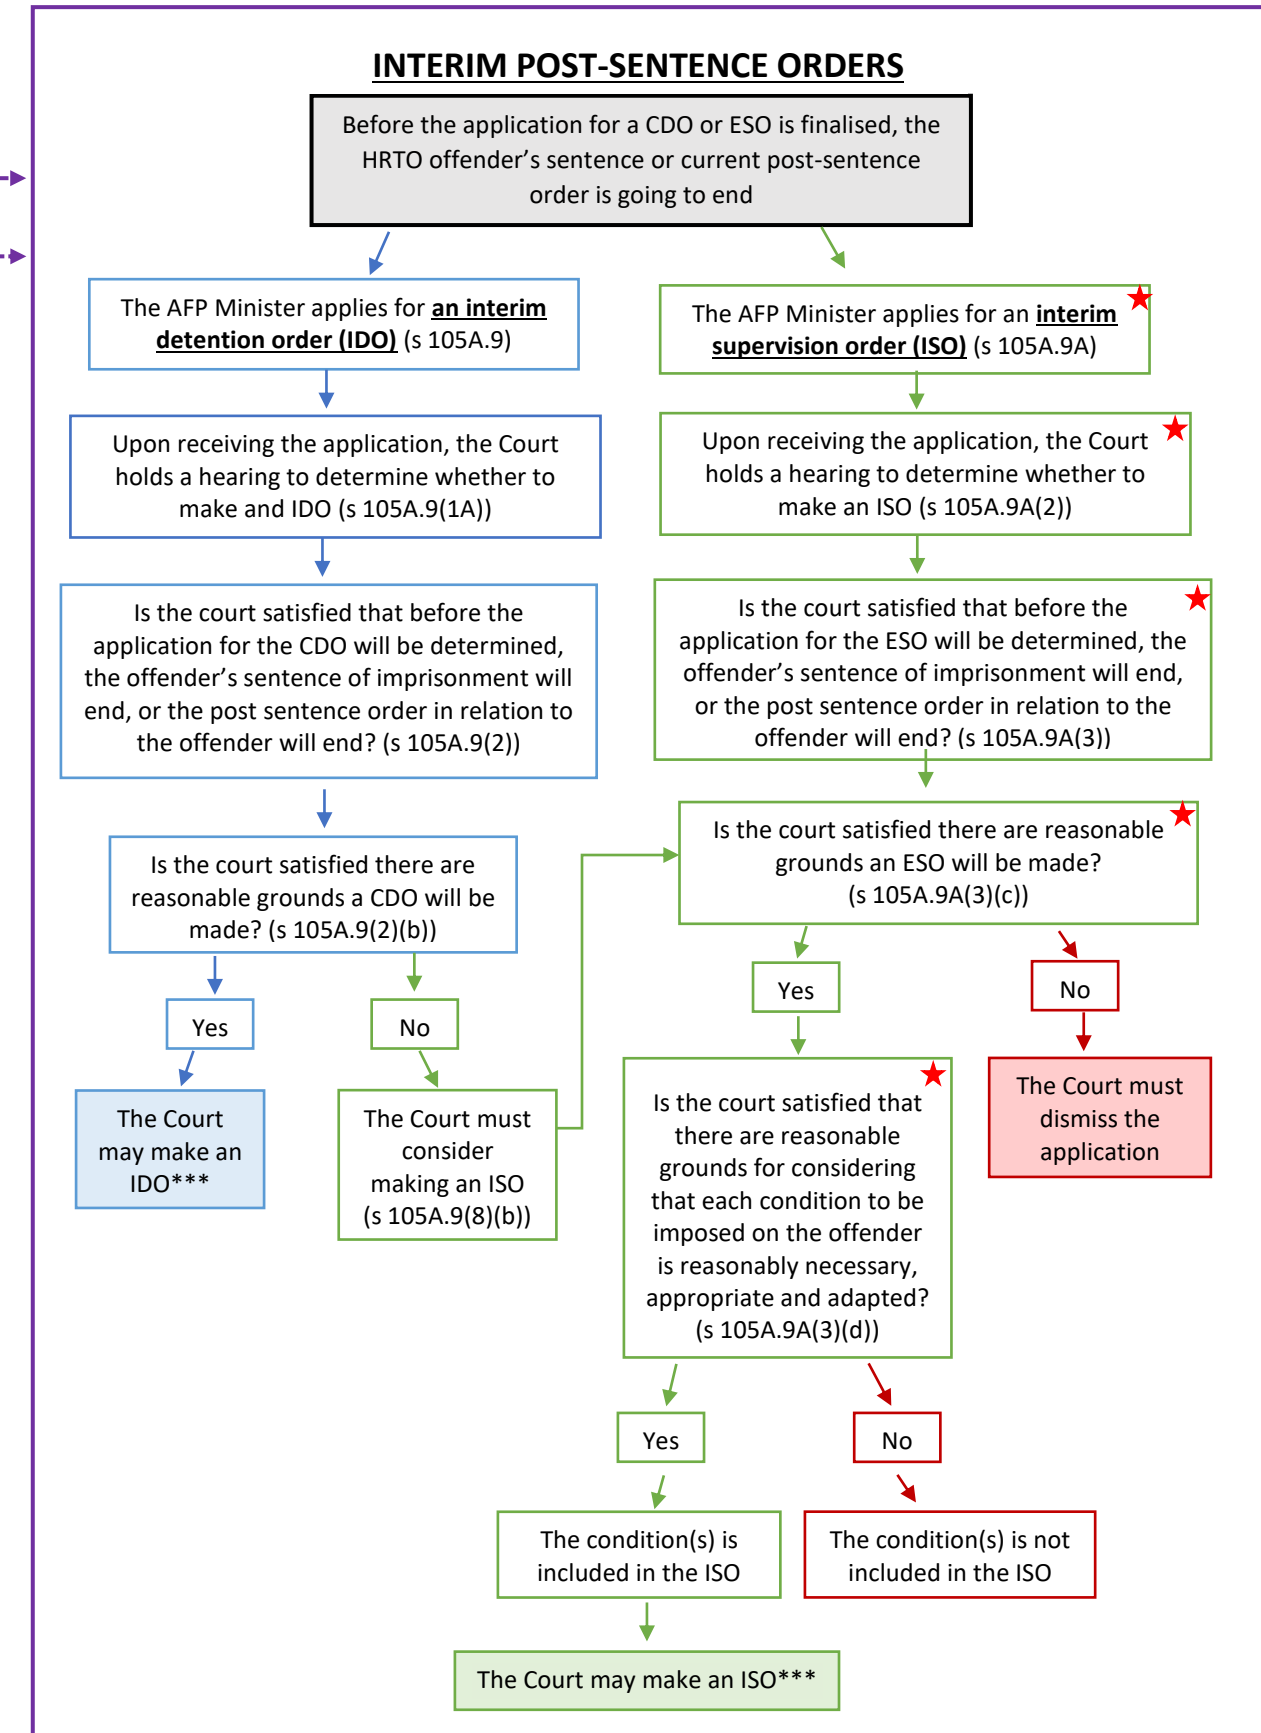 INTERIM POST-SENTENCE ORDERS
Before the application for a CDO or ESO is finalised, the
HRTO offender’s sentence or current post-sentence
order is going to end
The AFP Minister applies for an interim
detention order (IDO) (s 105A.9)
The AFP Minister applies for an interim
supervision order (ISO) (s 105A.9A)
Upon receiving the application, the Court
holds a hearing to determine whether to
make and IDO (s 105A.9(1A))
Upon receiving the application, the Court
holds a hearing to determine whether to
make an ISO (s 105A.9A(2))
Is the court satisfied that before the
application for the CDO will be determined,
the offender’s sentence of imprisonment will
end, or the post sentence order in relation to
the offender will end? (s 105A.9(2))
Is the court satisfied that before the
application for the ESO will be determined, the
offender’s sentence of imprisonment will end,
or the post sentence order in relation to the
offender will end? (s 105A.9A(3))
Is the court satisfied there are
reasonable grounds a CDO will be
made? (s 105A.9(2)(b))
Is the court satisfied there are reasonable
grounds an ESO will be made?
(s 105A.9A(3)(c))
Yes
No
Yes
No
The Court
may make an
IDO***
The Court must
consider
making an ISO
(s 105A.9(8)(b))
Is the court satisfied that
there are reasonable
grounds for considering
that each condition to be
imposed on the offender
is reasonably necessary,
appropriate and adapted?
(s 105A.9A(3)(d))
The Court must
dismiss the
application
Yes
No
The condition(s) is
included in the ISO
The condition(s) is not
included in the ISO
The Court may make an ISO***